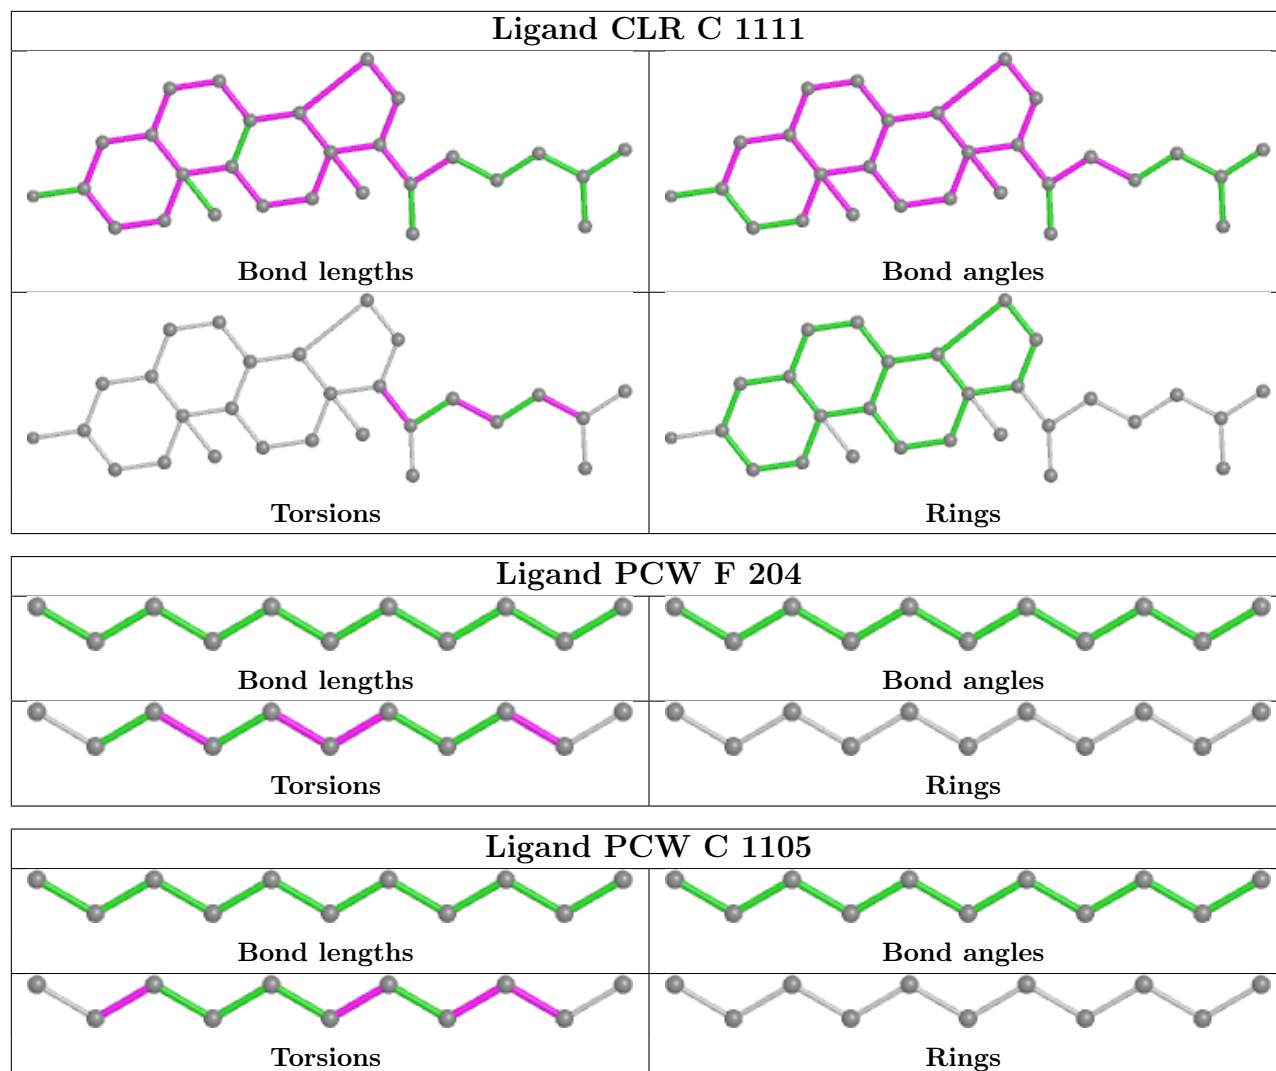 Ligand CLR C 1111
Bond lengths
Bond angles
Torsions
Rings
Ligand PCW F 204
Bond lengths
Bond angles
Torsions
Rings
Ligand PCW C 1105
Bond lengths
Bond angles
Torsions
Rings